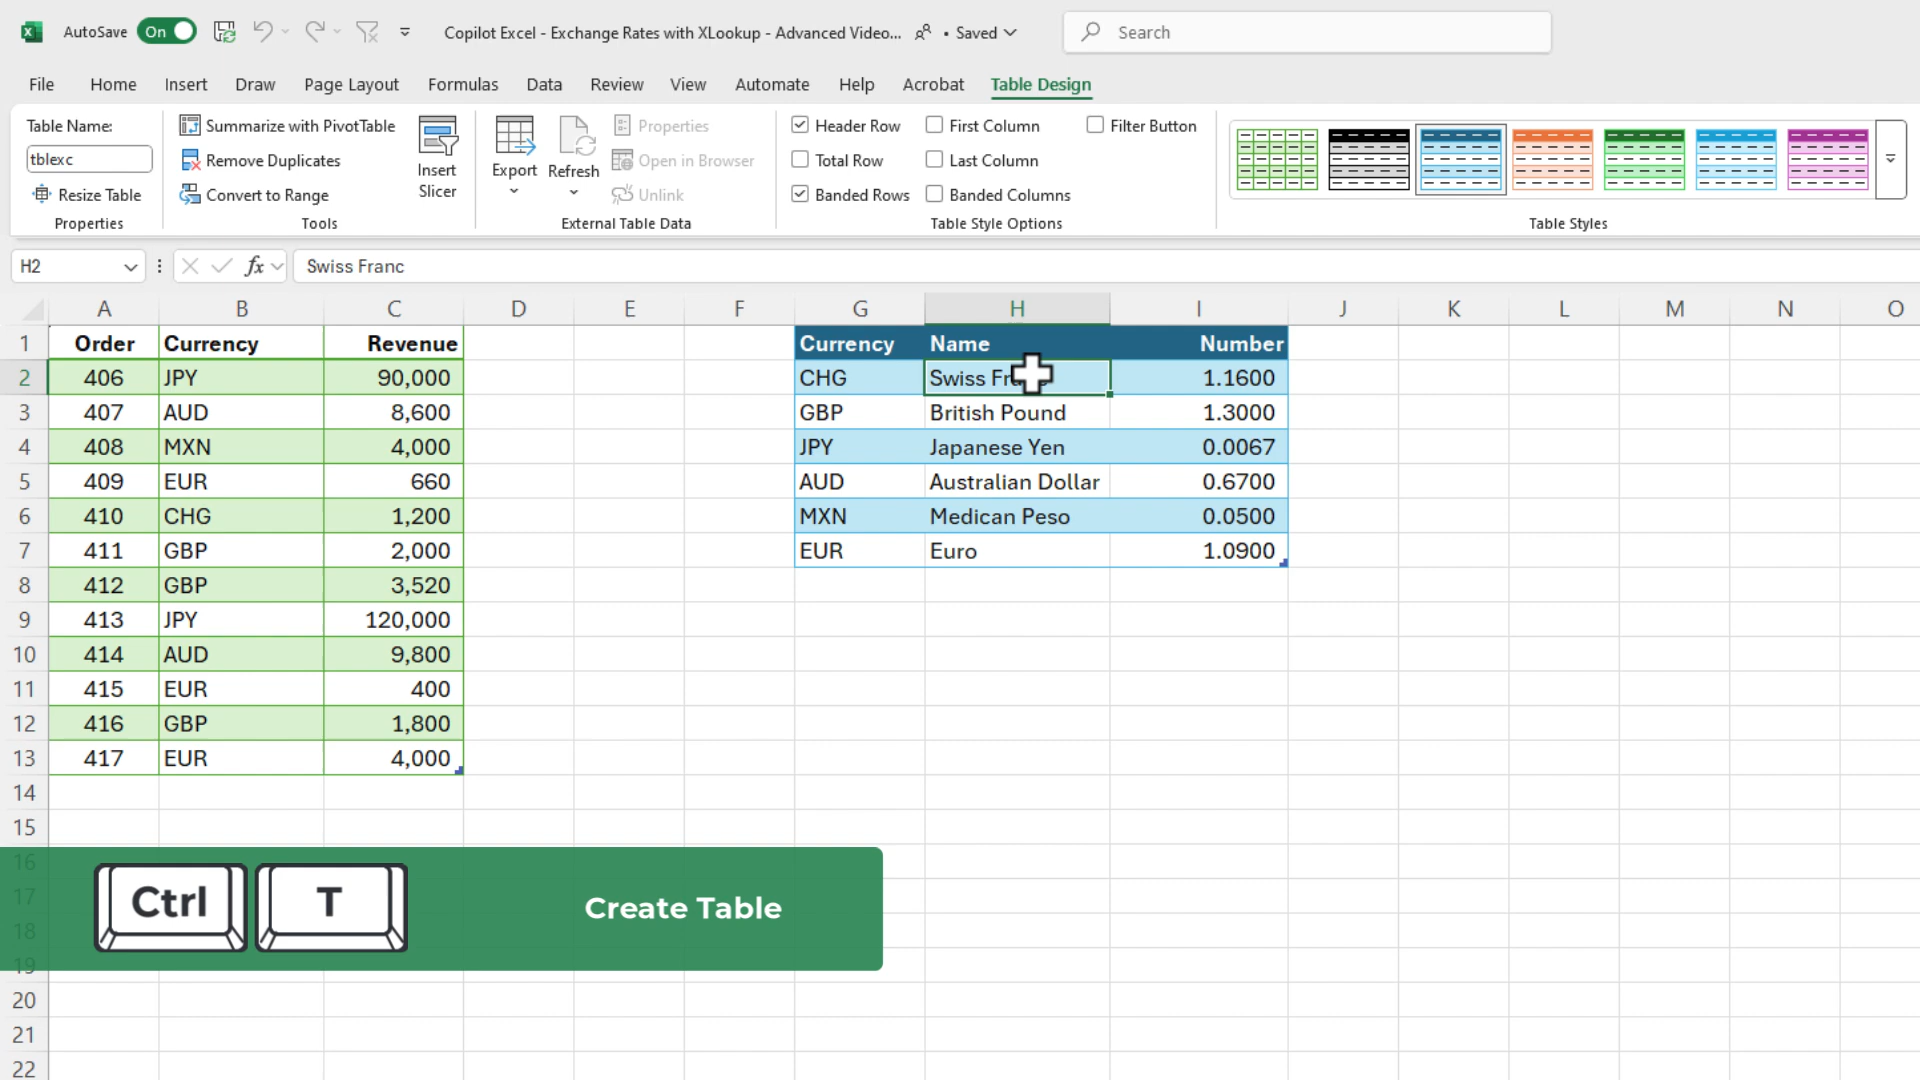 AutoSave On Copilot Excel - Exchange Rates with XLookup - Advanced Video... • Saved Search
File Home Insert Draw Page Layout Formulas Data Review View Automate Help Acrobat Table Design
Table Name:
tblexc
Resize Table
Properties
Summarize with PivotTable
Remove Duplicates
Convert to Range
Tools
Insert
Slicer
Export
Refresh
Properties
Open in Browser
Unlink
External Table Data
Header Row First Column Filter Button
Total Row Last Column
Banded Rows Banded Columns
Table Style Options
Table Styles
H2 fx Swiss Franc
A B C D E F G H I J K L M N O
1 Order Currency Revenue Currency Name Number
2 406 JPY 90,000 CHG Swiss 1.1600
3 407 AUD 8,600 GBP British Pound 1.3000
4 408 MXN 4,000 JPY Japanese Yen 0.0067
5 409 EUR 660 AUD Australian Dollar 0.6700
6 410 CHG 1,200 MXN Medican Peso 0.0500
7 411 GBP 2,000 EUR Euro 1.0900
8 412 GBP 3,520
9 413 JPY 120,000
10 414 AUD 9,800
11 415 EUR 400
12 416 GBP 1,800
13 417 EUR 4,000
14
15
16
17
18
19
Ctrl T Create Table
20
21
22